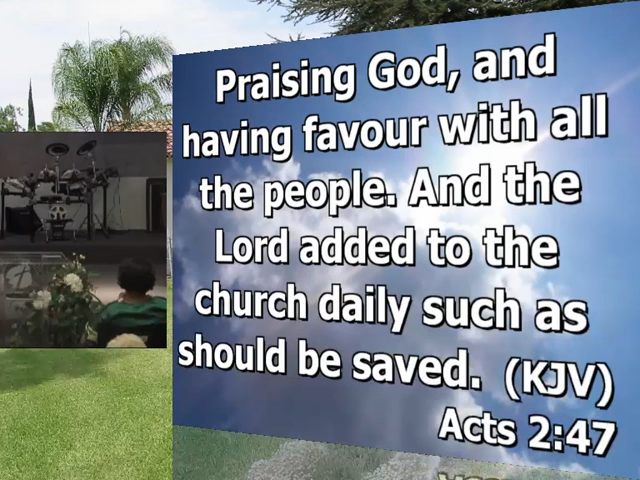 Praising God, and
having favour with all
the people. And the
Lord added to the
church daily such as
should be saved. (KJV)
Acts 2:47